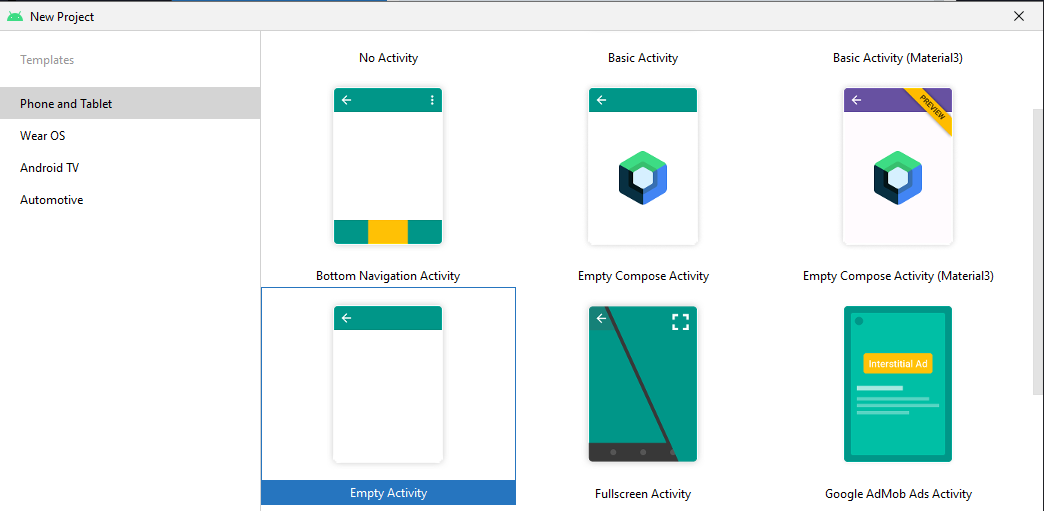 New Project
Templates
Phone and Tablet
Wear OS
Android TV
Automotive
No Activity
Basic Activity
Basic Activity (Material3)
PREVIEW
Bottom Navigation Activity
Empty Compose Activity
Empty Compose Activity (Material3)
Interstitial Ad
Empty Activity
Fullscreen Activity
Google AdMob Ads Activity